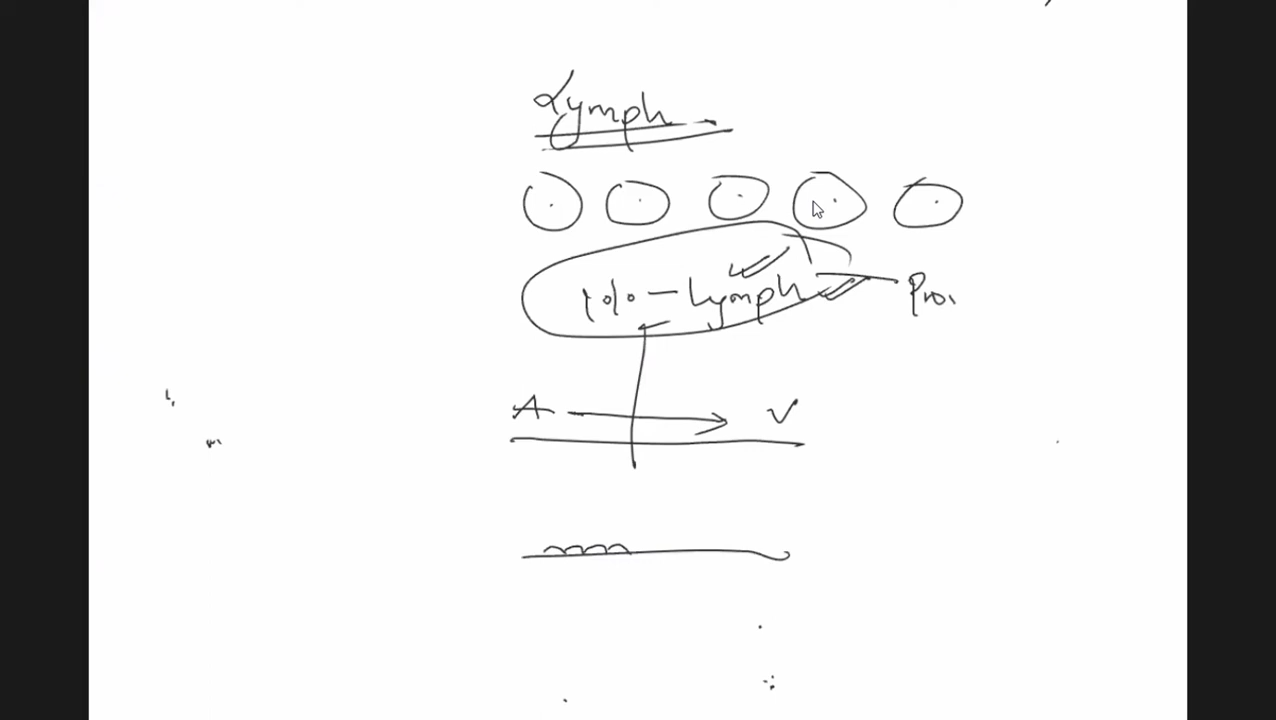 Lymph
10% - Lymph
Pro
A → V